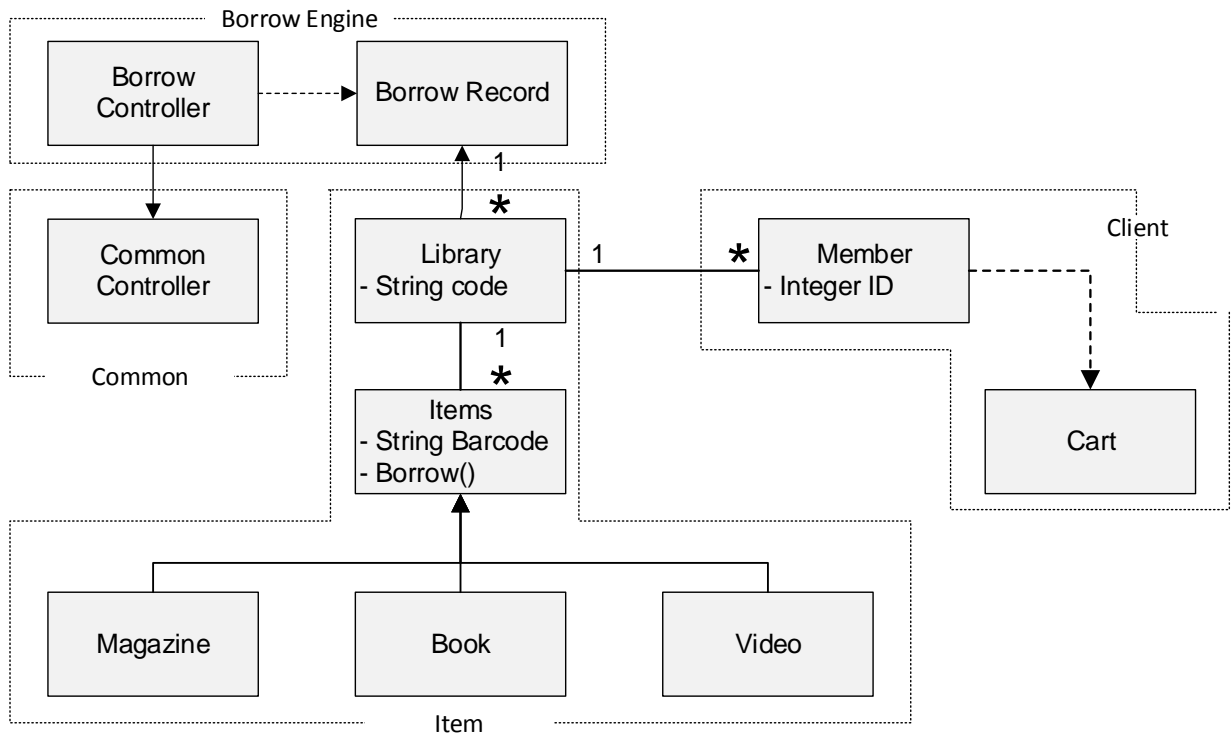 Borrow Engine
Borrow
Controller
Borrow Record
1
*
Common
Controller
Common
Library
- String code
1
*
Member
- Integer ID
Client
1
*
Items
- String Barcode
- Borrow()
Cart
Magazine
Book
Video
Item